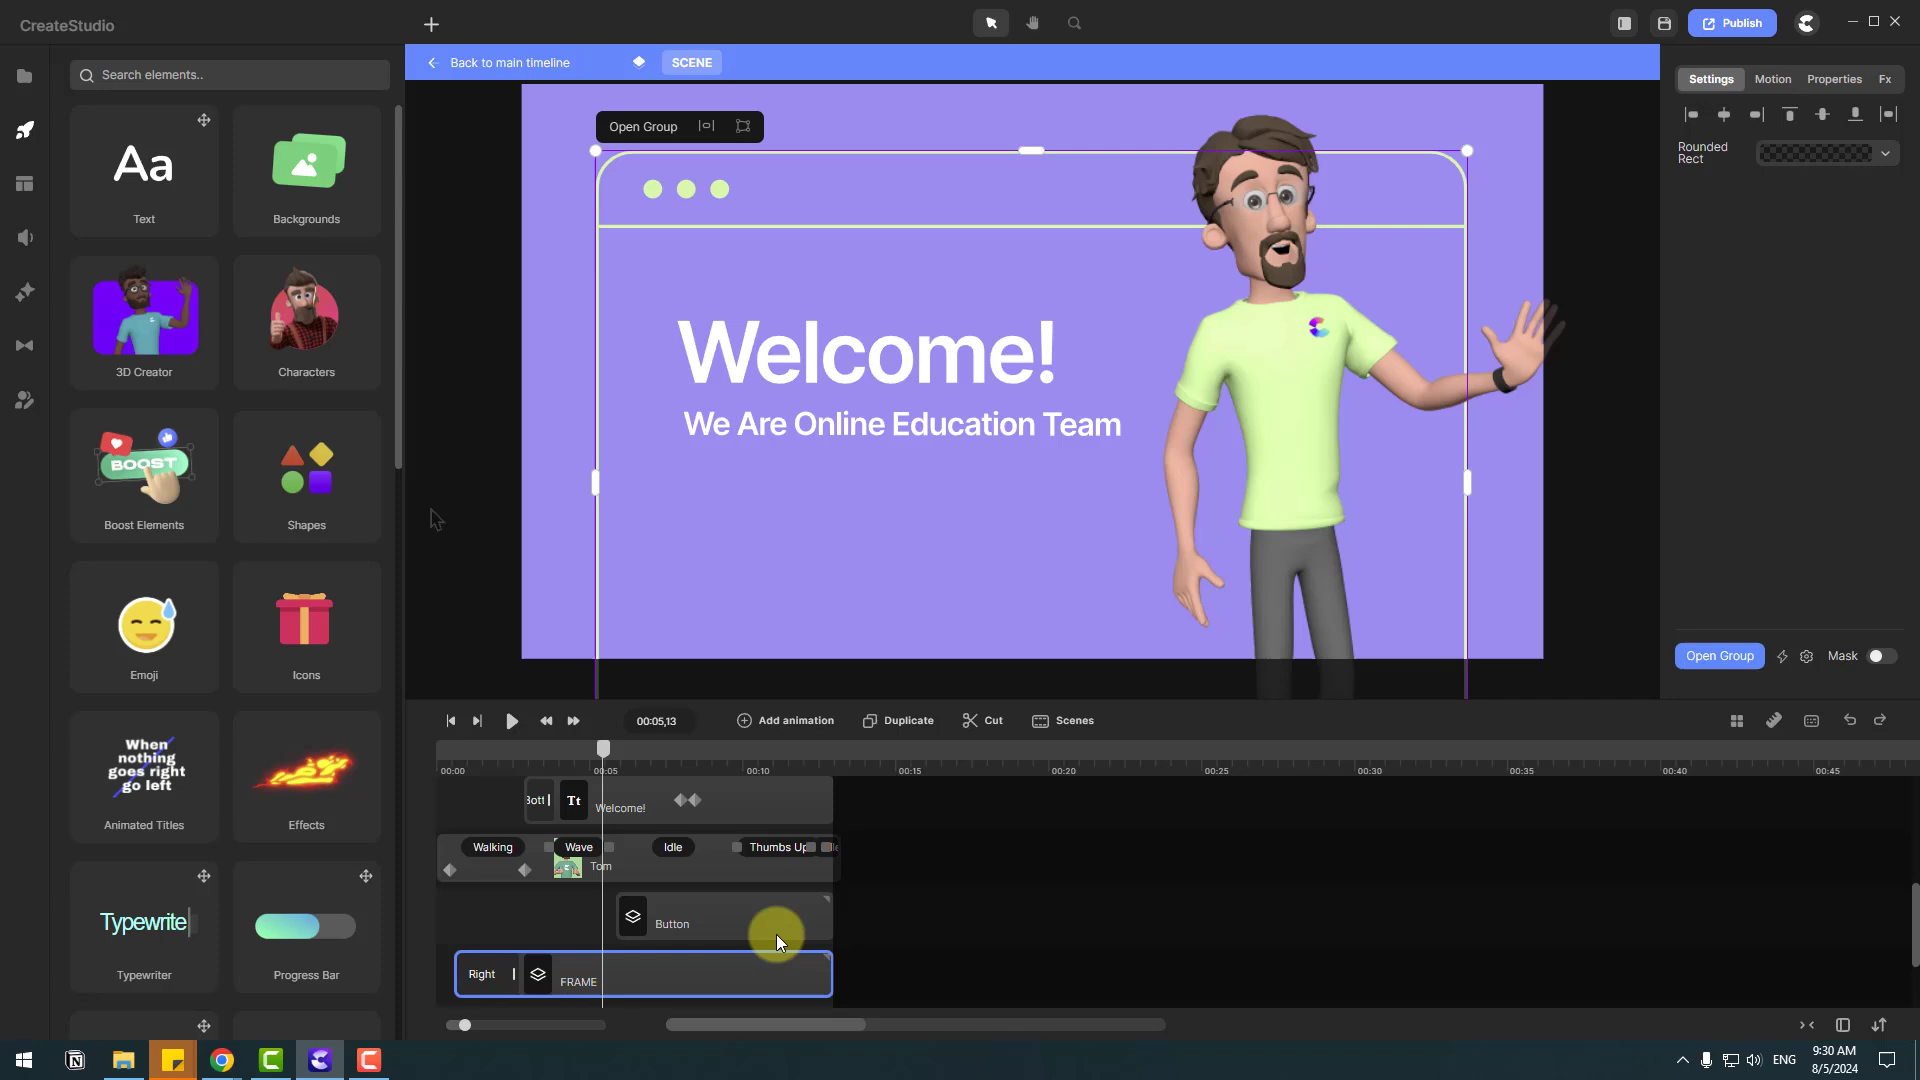 CreateStudio
Publish
Back to main timeline
SCENE
Search elements..
Settings
Motion
Properties
Fx
Aa
Text
Backgrounds
Open Group
Rounded
Rect
Welcome!
We Are Online Education Team
3D Creator
Characters
BOOST
Boost Elements
Shapes
Emoji
Icons
Open Group
Mask
00:05,13
Add animation
Duplicate
Cut
Scenes
When
nothing
goes right
go left
Animated Titles
Effects
00:00
00:05
00:10
00:15
00:20
00:25
00:30
00:35
00:40
00:45
Bott
Tt
Welcome!
Walking
Wave
Idle
Thumbs Up
Tom
Button
Typewrite
Typewriter
Progress Bar
Right
FRAME
ENG
9:30 AM
8/5/2024